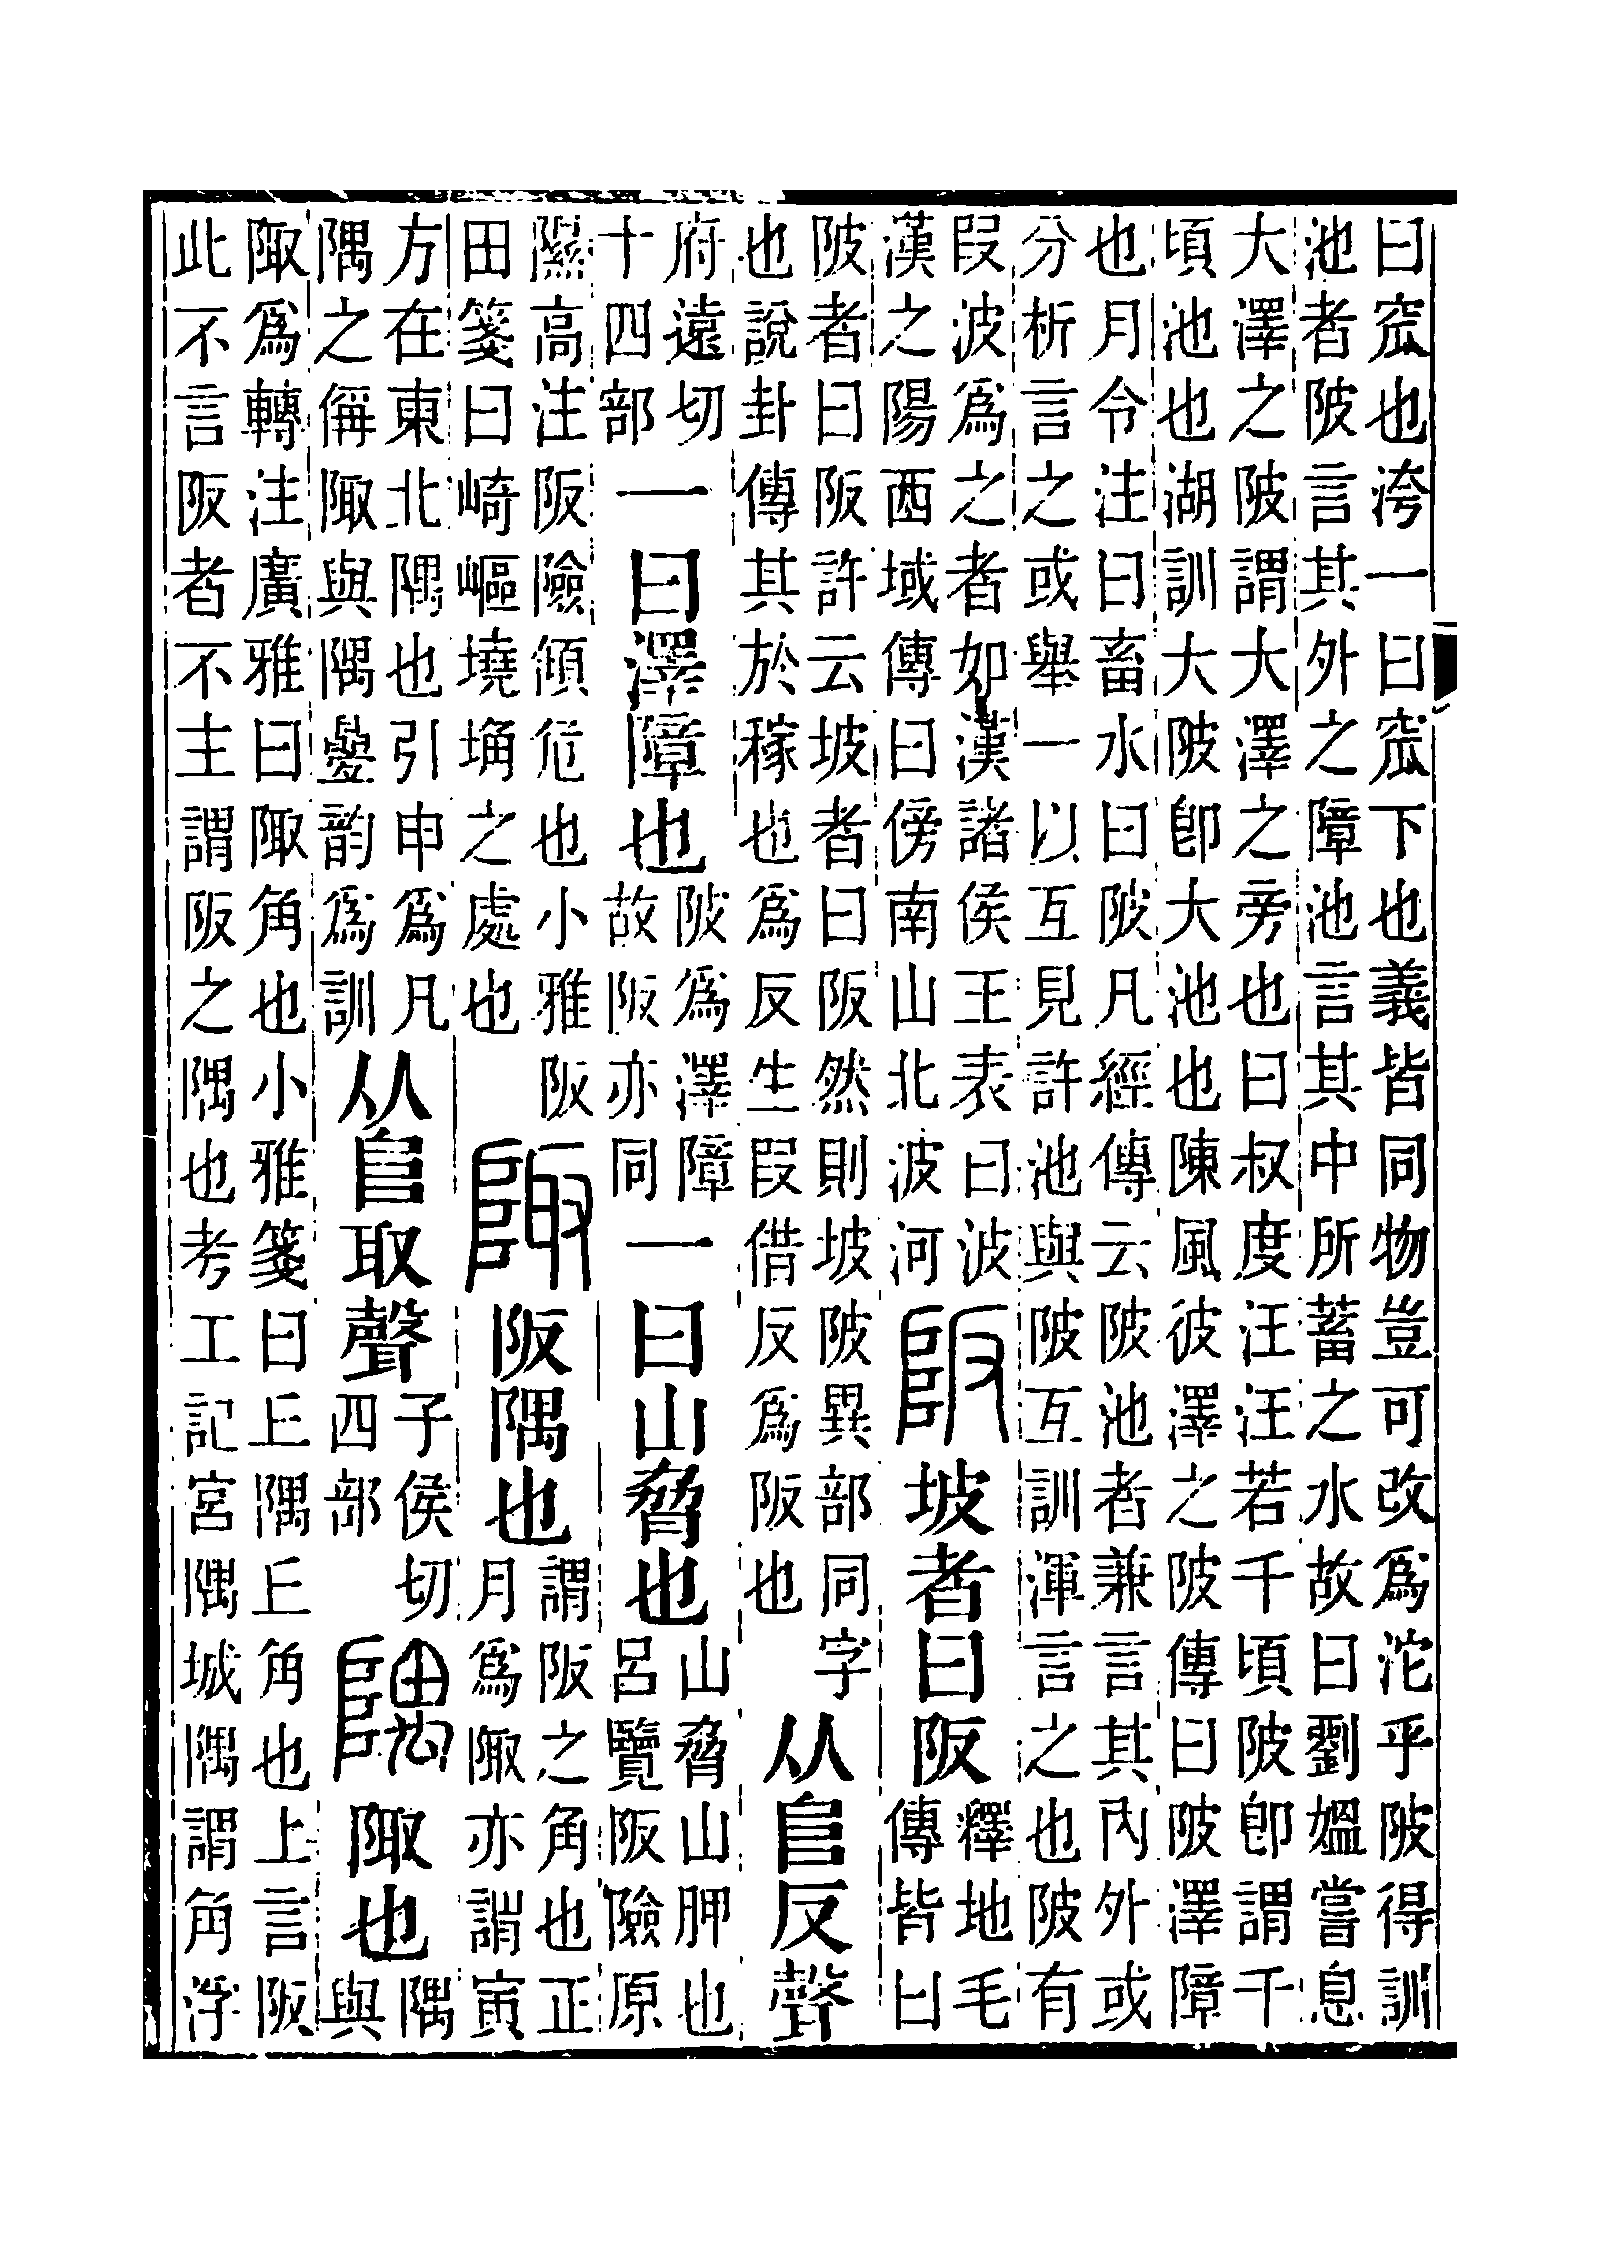 曰窊也洿一曰窊下也義皆同物豈可改爲沱乎陂得訓
池者陂言其外之障池言其中所蓄之水故曰劉媼嘗息
大澤之陂謂大澤之旁也曰叔度汪汪若千頃陂卽謂千
頃池也湖訓大陂卽大池也陳風彼澤之陂傳曰陂澤障
也月令注曰畜水曰陂凡經傳云陂池者兼言其內外或
分析言之或舉一以互見許池與陂互訓渾言之也陂有
叚波爲之者如漢諸侯王表曰波
漢之陽西域傳曰傍南山北波河
阪坡者曰阪
釋地毛
傳皆曰
陂者曰阪許云坡者曰阪然則坡陂異部同字
也說卦傳其於稼也爲反生叚借反爲阪也
从𨸏反聲
府遠切
十四部
一曰澤障也
陂爲澤障
故阪亦同
一曰山脅也
山脅山胛也
呂覽阪險原
隰高注阪險傾危也小雅阪
田箋曰崎嶇墝埆之處也
陬阪隅也
謂阪之角也正
月爲陬亦謂寅
方在東北隅也引申爲凡
隅之偁陬與隅㬪韵爲訓
从𨸏取聲
子侯切
四部
隅陬也
隅
與
陬爲轉注廣雅曰陬角也小雅箋曰丘隅丘角也上言阪
此不言阪者不主謂阪之隅也考工記宮隅城隅謂角浮